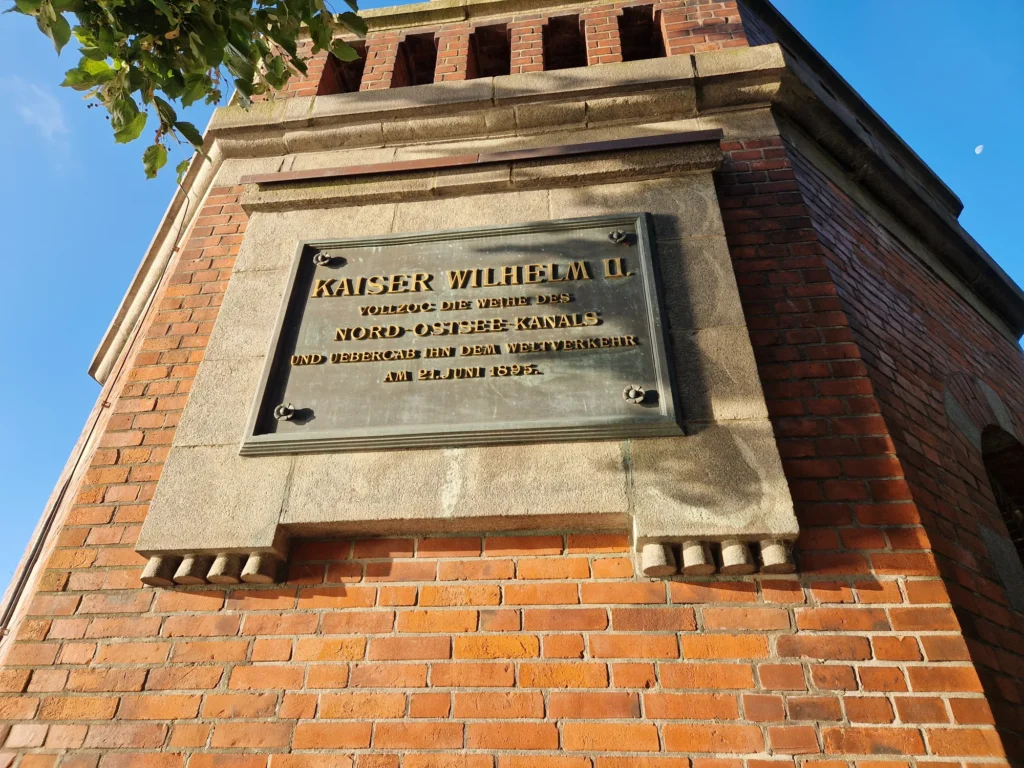 KAISER WILHELM II.
VOLLZOG DIE WEIHE DES
NORD-OSTSEE-KANALS
UND UEBERGAB IHN DEM WELTVERKEHR
AM 21. JUNI 1895.